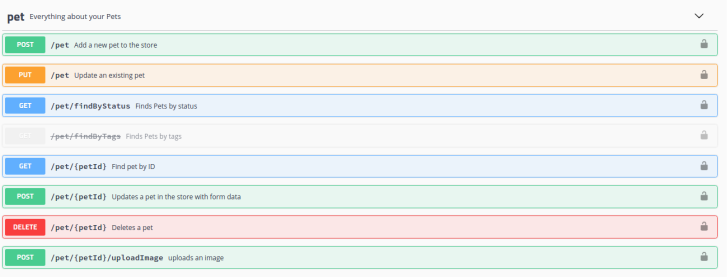 pet Everything about your Pets
POST /pet Add a new pet to the store
PUT /pet Update an existing pet
GET /pet/findByStatus Finds Pets by status
GET /pet/findByTags Finds Pets by tags
GET /pet/{petId} Find pet by ID
POST /pet/{petId} Updates a pet in the store with form data
DELETE /pet/{petId} Deletes a pet
POST /pet/{petId}/uploadImage uploads an image